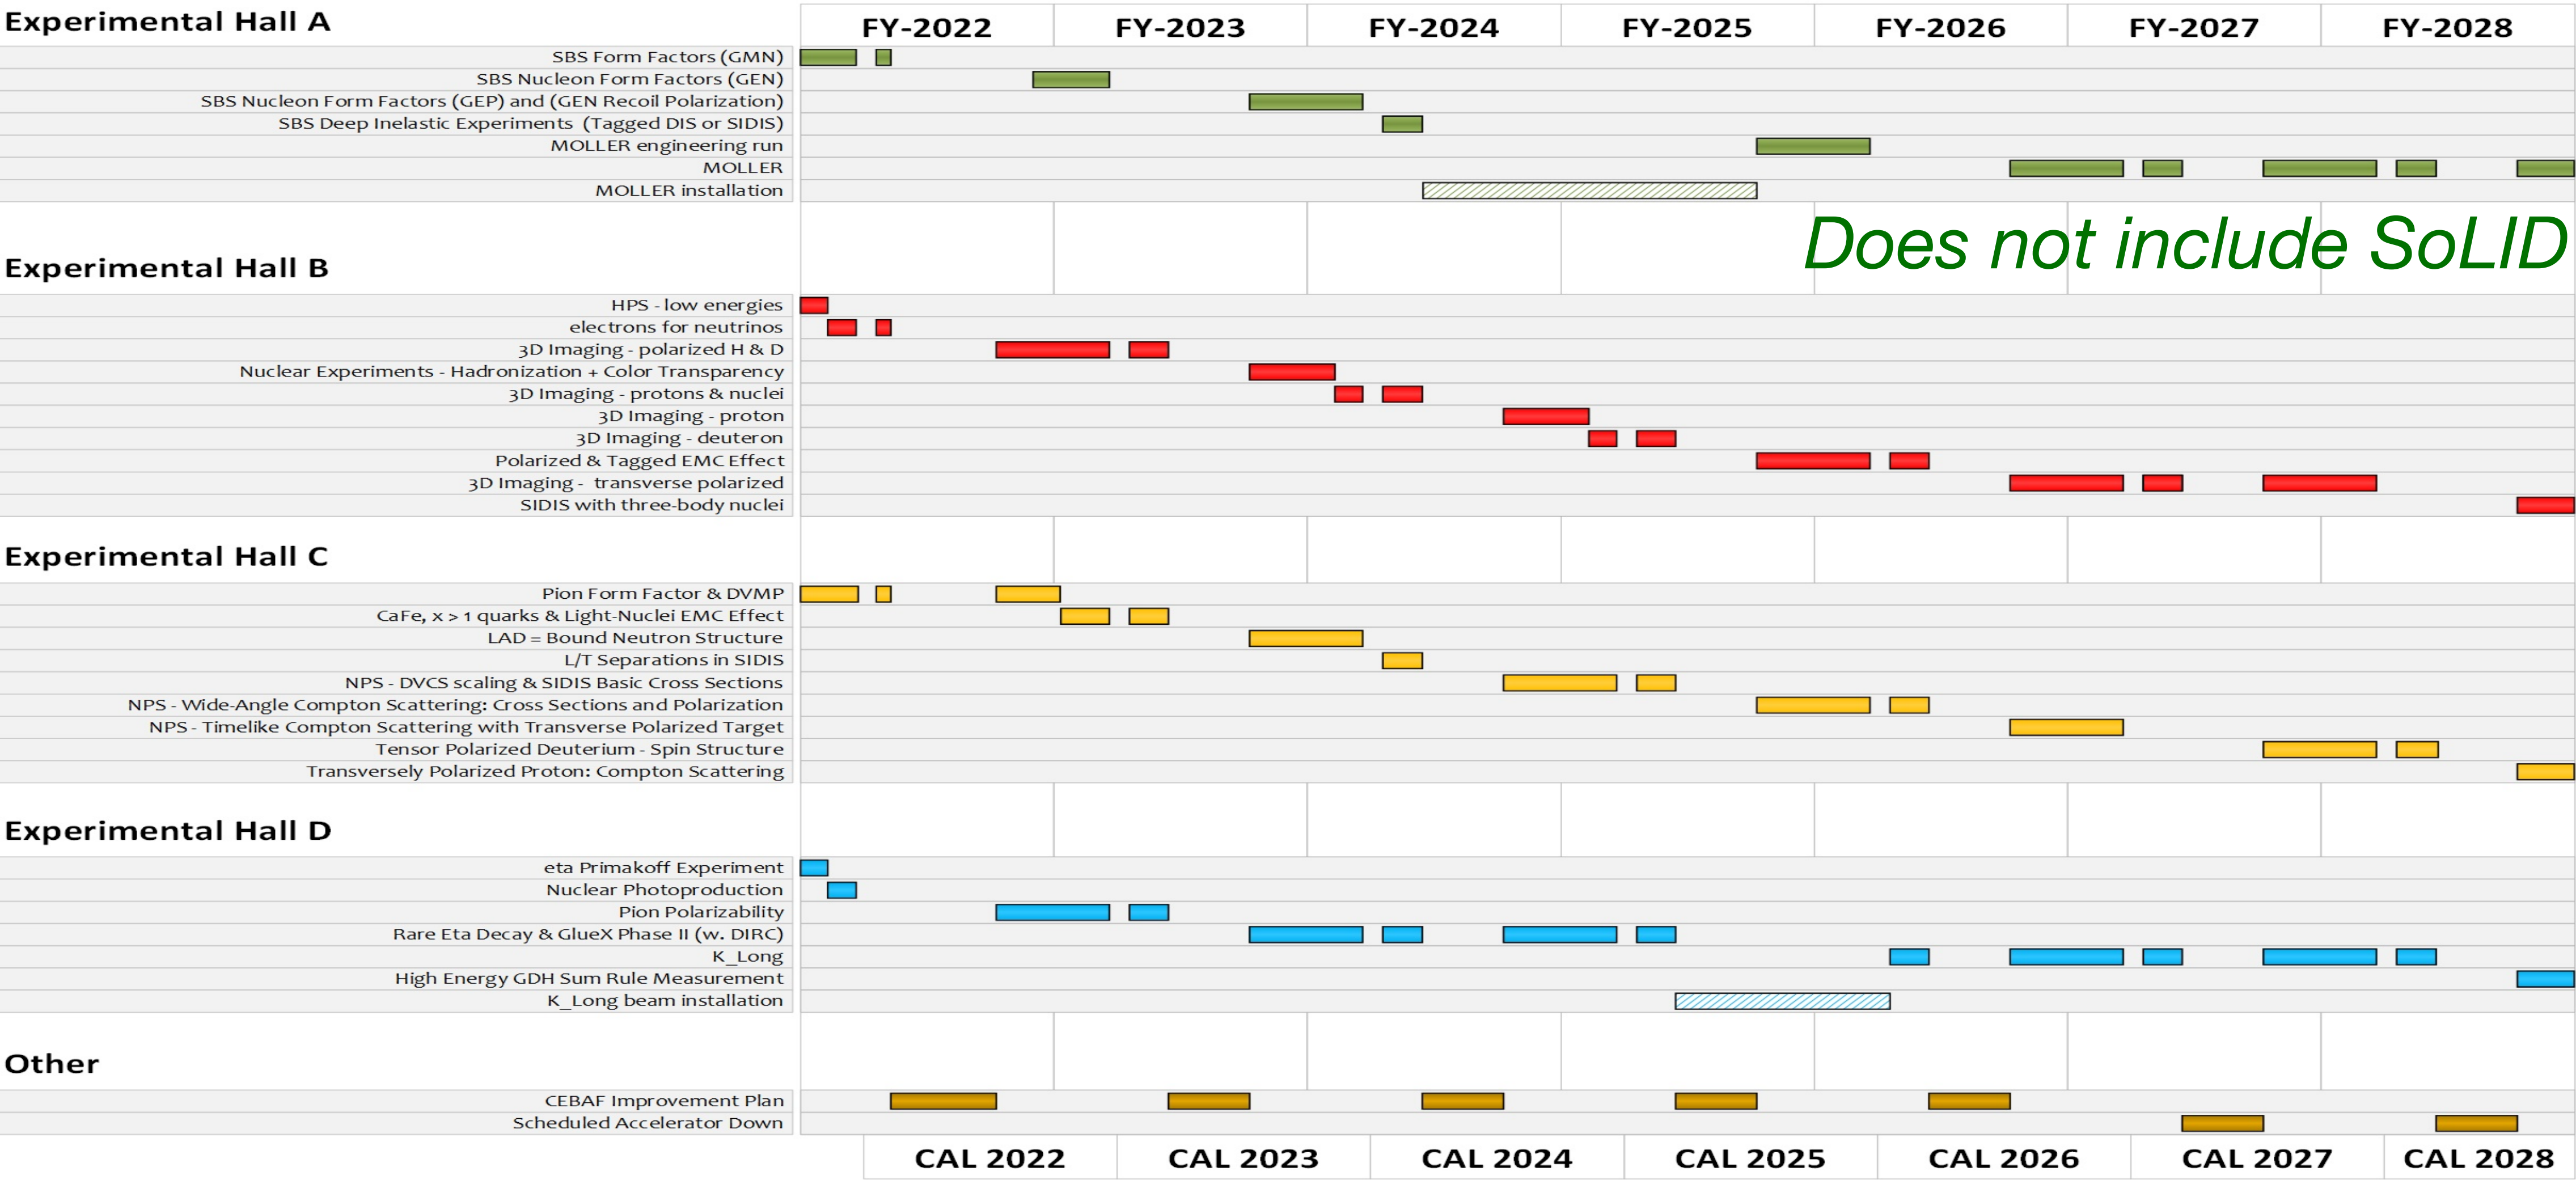 Experimental Hall A
FY-2022 FY-2023 FY-2024 FY-2025 FY-2026 FY-2027 FY-2028
SBS Form Factors (GMN)
SBS Nucleon Form Factors (GEN)
SBS Nucleon Form Factors (GEP) and (GEN Recoil Polarization)
SBS Deep Inelastic Experiments (Tagged DIS or SIDIS)
MOLLER engineering run
MOLLER
MOLLER installation
Does not include SoLID
Experimental Hall B
HPS - low energies
electrons for neutrinos
3D Imaging - polarized H & D
Nuclear Experiments - Hadronization + Color Transparency
3D Imaging - protons & nuclei
3D Imaging - proton
3D Imaging - deuteron
Polarized & Tagged EMC Effect
3D Imaging - transverse polarized
SIDIS with three-body nuclei
Experimental Hall C
Pion Form Factor & DVMP
CaFe, x > 1 quarks & Light-Nuclei EMC Effect
LAD = Bound Neutron Structure
L/T Separations in SIDIS
NPS - DVCS scaling & SIDIS Basic Cross Sections
NPS - Wide-Angle Compton Scattering: Cross Sections and Polarization
NPS - Timelike Compton Scattering with Transverse Polarized Target
Tensor Polarized Deuterium - Spin Structure
Transversely Polarized Proton: Compton Scattering
Experimental Hall D
eta Primakoff Experiment
Nuclear Photoproduction
Pion Polarizability
Rare Eta Decay & GlueX Phase II (w. DIRC)
K_Long
High Energy GDH Sum Rule Measurement
K_Long beam installation
Other
CEBAF Improvement Plan
Scheduled Accelerator Down
CAL 2022 CAL 2023 CAL 2024 CAL 2025 CAL 2026 CAL 2027 CAL 2028